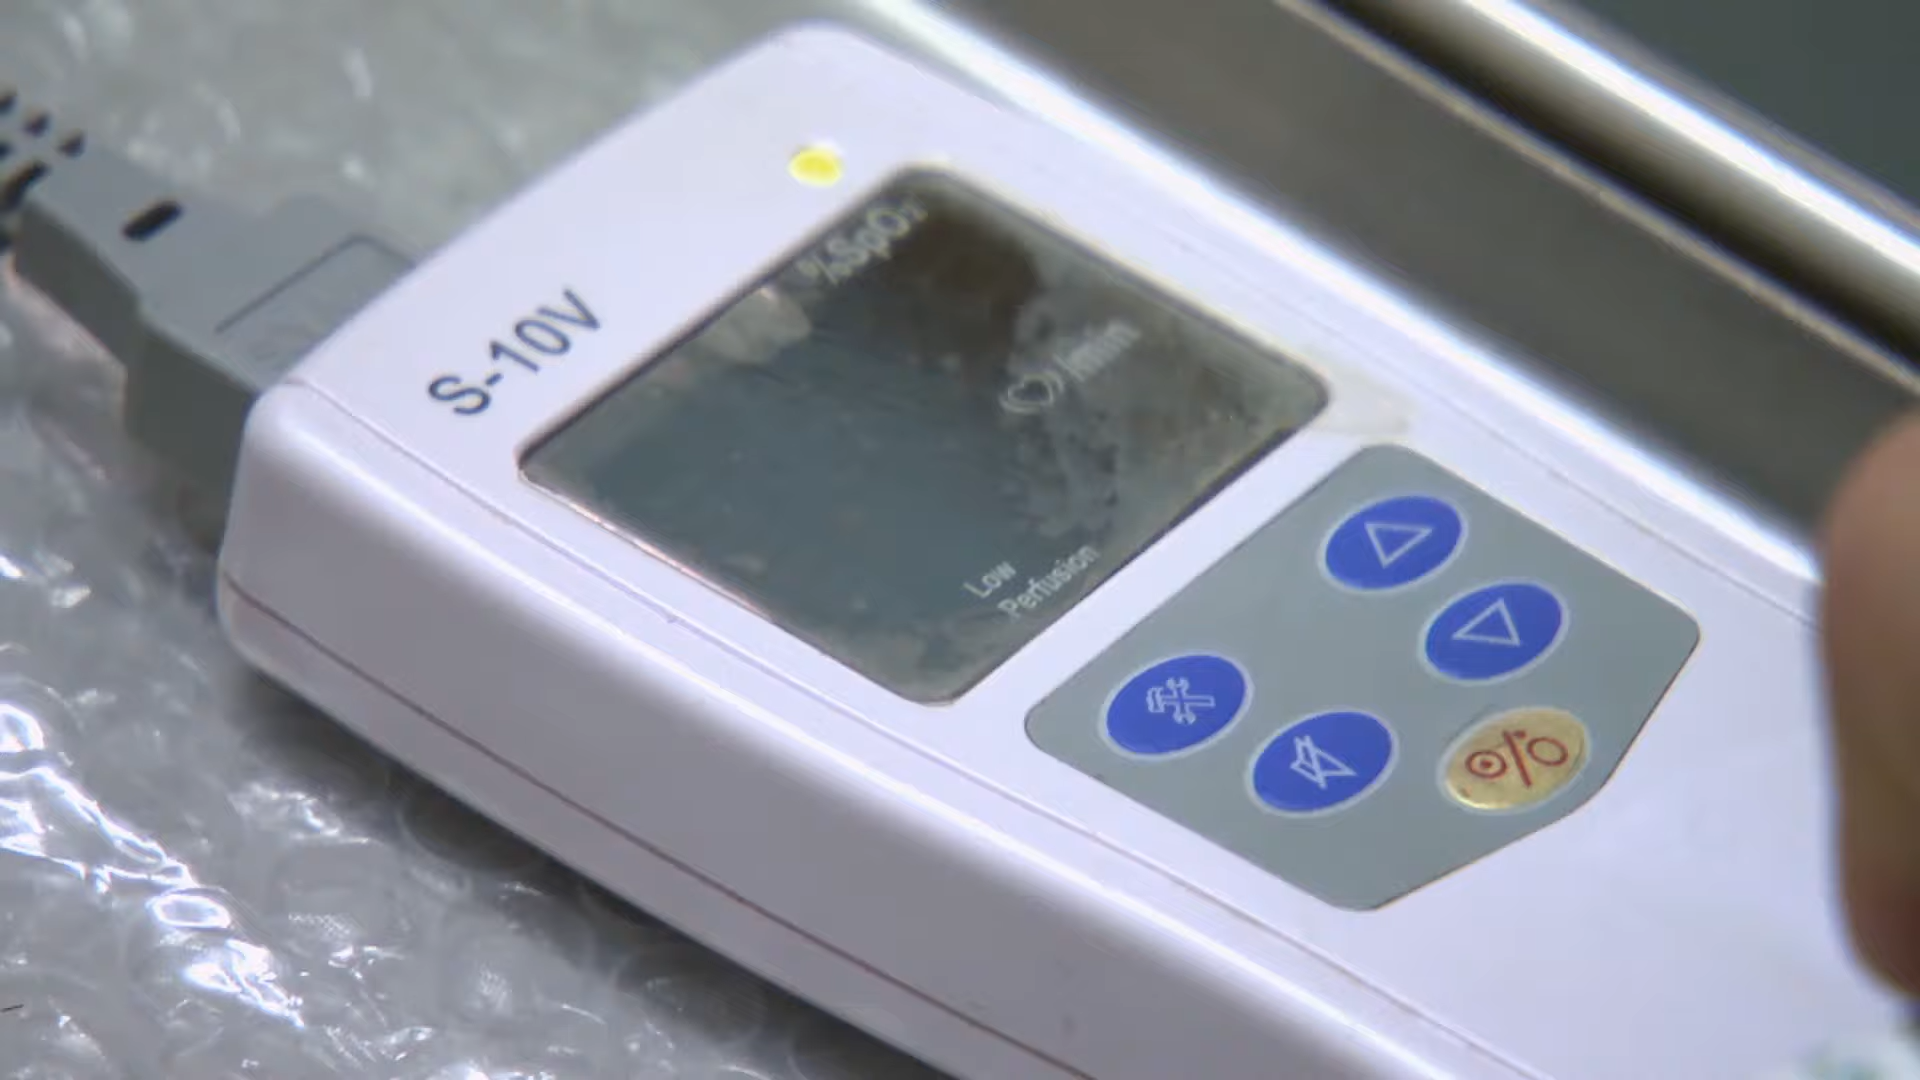 S-10V
%SpO₂
/min
Low
Perfusion